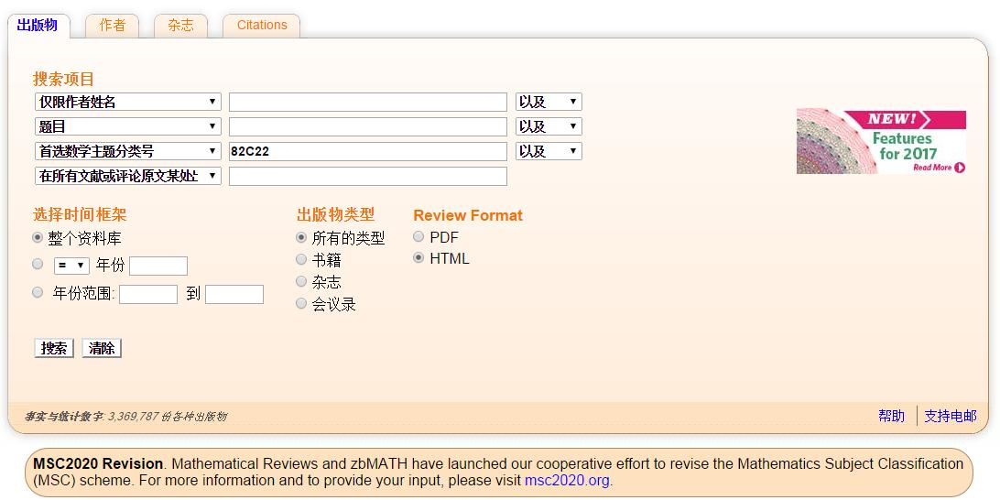 出版物 作者 杂志 Citations
搜索项目
仅限作者姓名 以及
题目 以及
首选数学主题分类号 82C22 以及
在所有文献或评论原文某处出
NEW!
Features
for 2017
Read More
选择时间框架 出版物类型 Review Format
整个资料库 所有的类型 PDF
= 年份 书籍 HTML
年份范围: 到 杂志
会议录
搜索 清除
事实与统计数字: 3,369,787 份各种出版物 帮助 支持电邮
MSC2020 Revision. Mathematical Reviews and zbMATH have launched our cooperative effort to revise the Mathematics Subject Classification
(MSC) scheme. For more information and to provide your input, please visit msc2020.org.